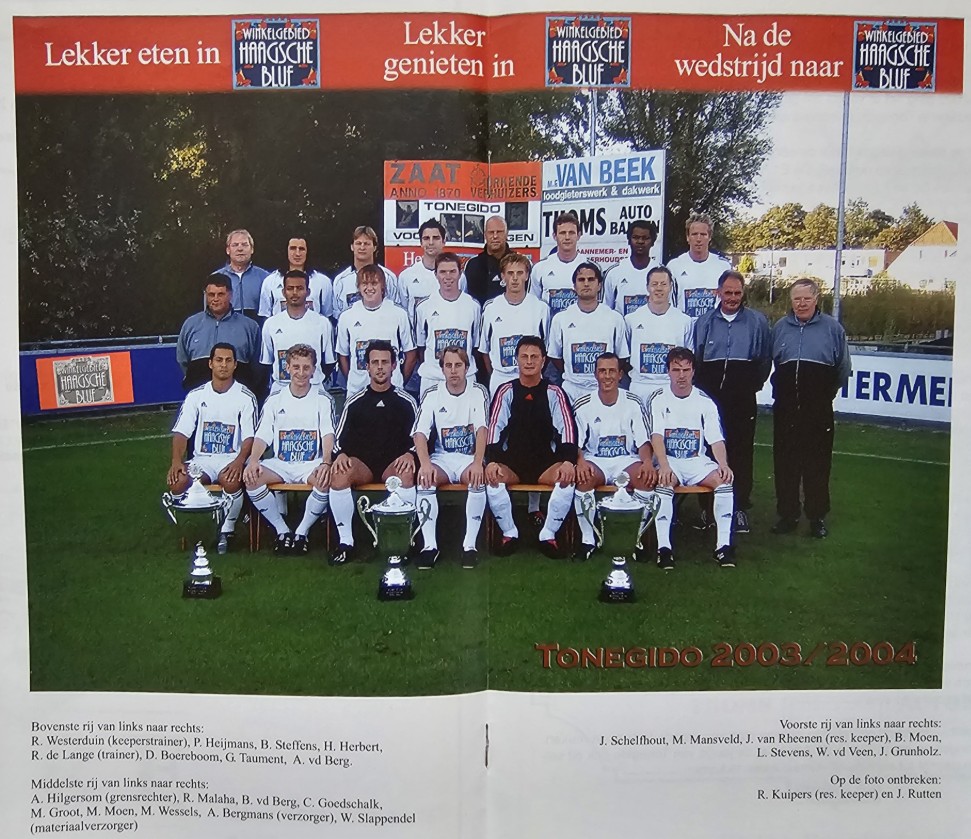 Lekker eten in
WINKELGEBIED
HAAGSCHE
BLUF
Lekker
genieten in
WINKELGEBIED
HAAGSCHE
BLUF
Na de
wedstrijd naar
WINKELGEBIED
HAAGSCHE
BLUF
ZAAT
ANNO 1870
TONEGIDO
VAN BEEK
loodgieterswerk & dakwerk
AUTO
HAAGSCHE
BLUF
TERME
TONEGIDO 2003/2004
Bovenste rij van links naar rechts:
R. Westerduin (keeperstrainer), P. Heijmans, B. Steffens, H. Herbert,
R. de Lange (trainer), D. Boereboom, G. Taument, A. vd Berg.
Middelste rij van links naar rechts:
A. Hilgersom (grensrechter), R. Malaha, B. vd Berg, C. Goedschalk,
M. Groot, M. Moen, M. Wessels, A. Bergmans (verzorger), W. Slappendel
(materiaalverzorger)
Voorste rij van links naar rechts:
J. Schelfhout, M. Mansveld, J. van Rheenen (res. keeper), B. Moen,
L. Stevens, W. vd Veen, J. Grunholz.
Op de foto ontbreken:
R. Kuipers (res. keeper) en J. Rutten